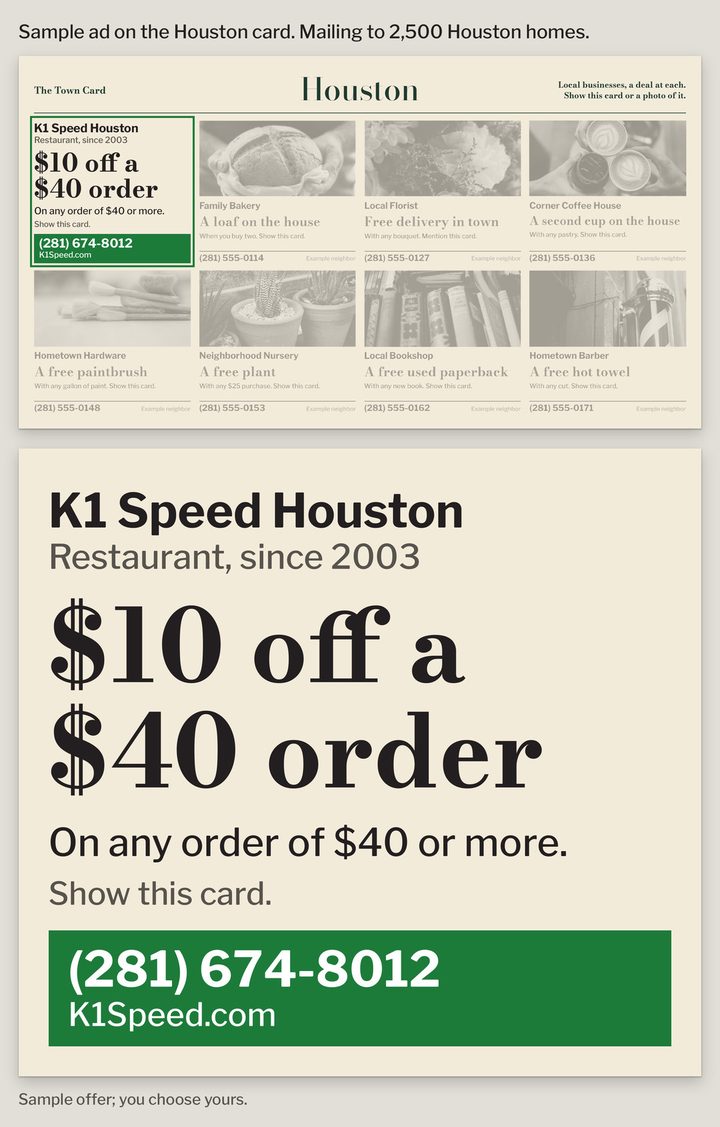 Sample ad on the Houston card. Mailing to 2,500 Houston homes.
The Town Card
Houston
Local businesses, a deal at each.
Show this card or a photo of it.
K1 Speed Houston
Restaurant, since 2003
$10 off a
$40 order
On any order of $40 or more.
Show this card.
(281) 674-8012
K1Speed.com
Family Bakery
A loaf on the house
When you buy two. Show this card.
(281) 555-0114
Example neighbor
Local Florist
Free delivery in town
With any bouquet. Mention this card.
(281) 555-0127
Example neighbor
Corner Coffee House
A second cup on the house
With any pastry. Show this card.
(281) 555-0136
Example neighbor
Hometown Hardware
A free paintbrush
With any gallon of paint. Show this card.
(281) 555-0148
Example neighbor
Neighborhood Nursery
A free plant
With any $25 purchase. Show this card.
(281) 555-0153
Example neighbor
Local Bookshop
A free used paperback
With any new book. Show this card.
(281) 555-0162
Example neighbor
Hometown Barber
A free hot towel
With any cut. Show this card.
(281) 555-0171
Example neighbor
K1 Speed Houston
Restaurant, since 2003
$10 off a
$40 order
On any order of $40 or more.
Show this card.
(281) 674-8012
K1Speed.com
Sample offer; you choose yours.